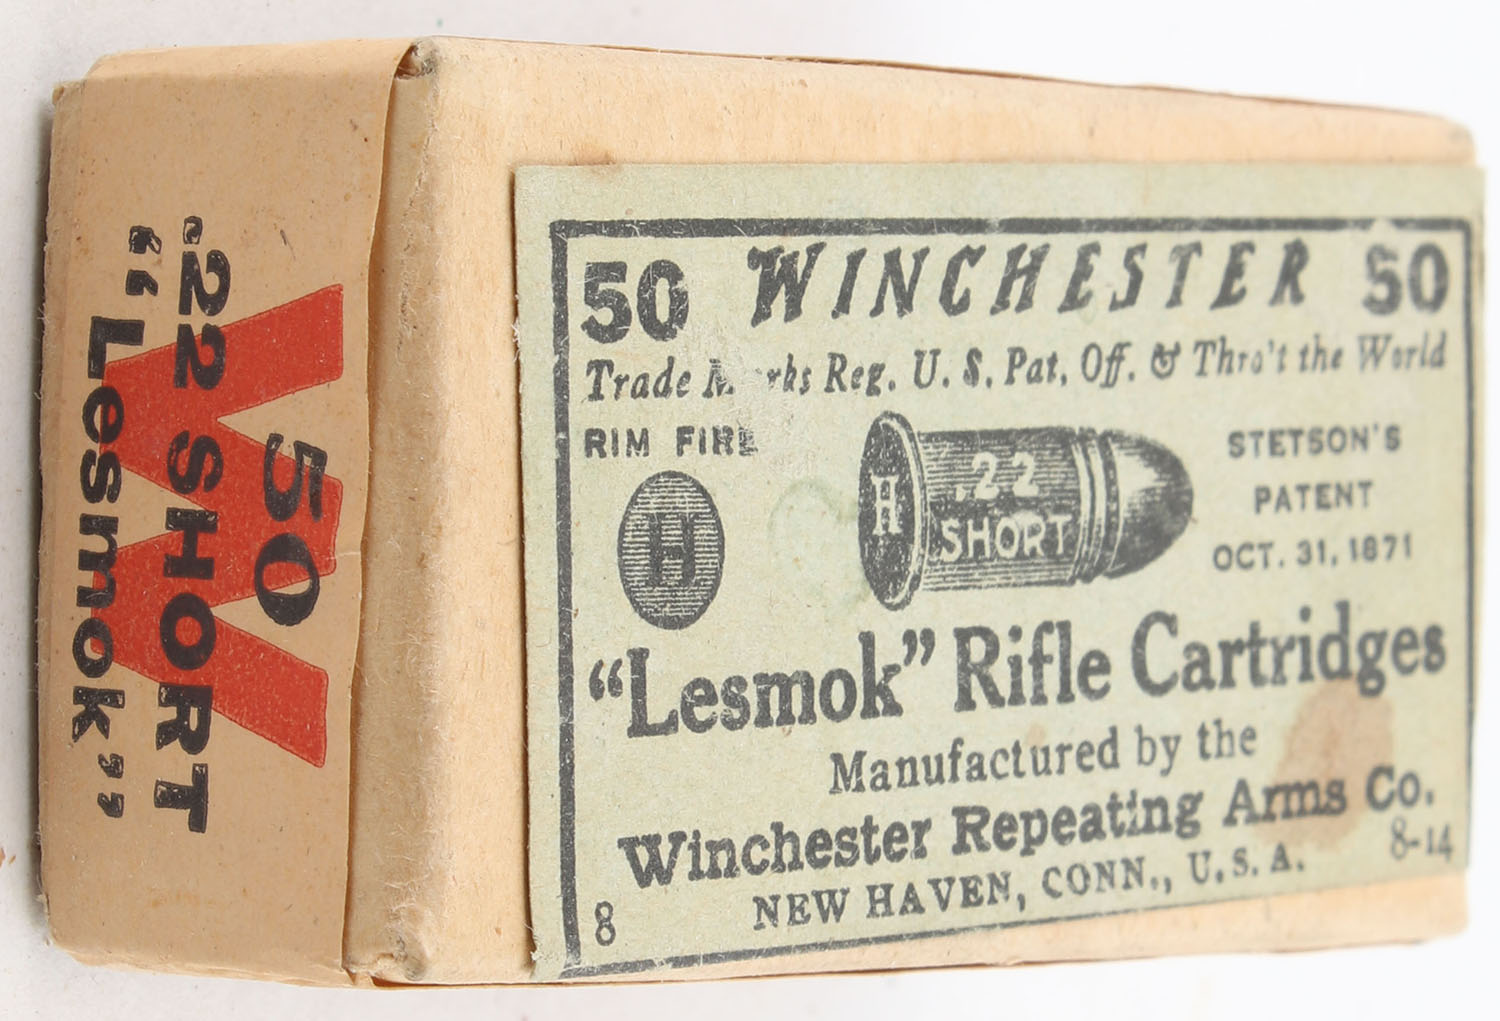 50 WINCHESTER 50
Trade Marks Reg. U. S. Pat. Off. & Thro't the World
RIM FIRE
H
H
.22
SHORT
STETSON'S
PATENT
OCT. 31, 1871
"Lesmok" Rifle Cartridges
Manufactured by the
Winchester Repeating Arms Co.
NEW HAVEN, CONN., U.S.A.
8
8-14
W
50
.22 SHORT
"Lesmok"